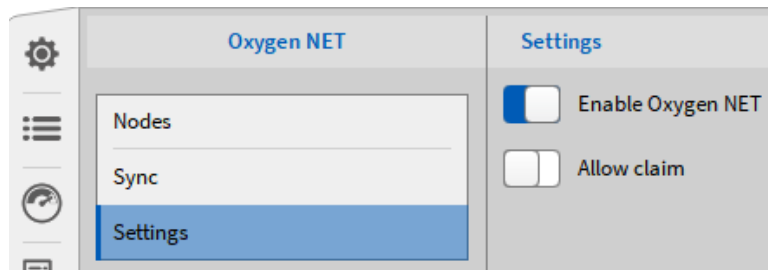 Oxygen NET
Settings
Nodes
Sync
Settings
Enable Oxygen NET
Allow claim